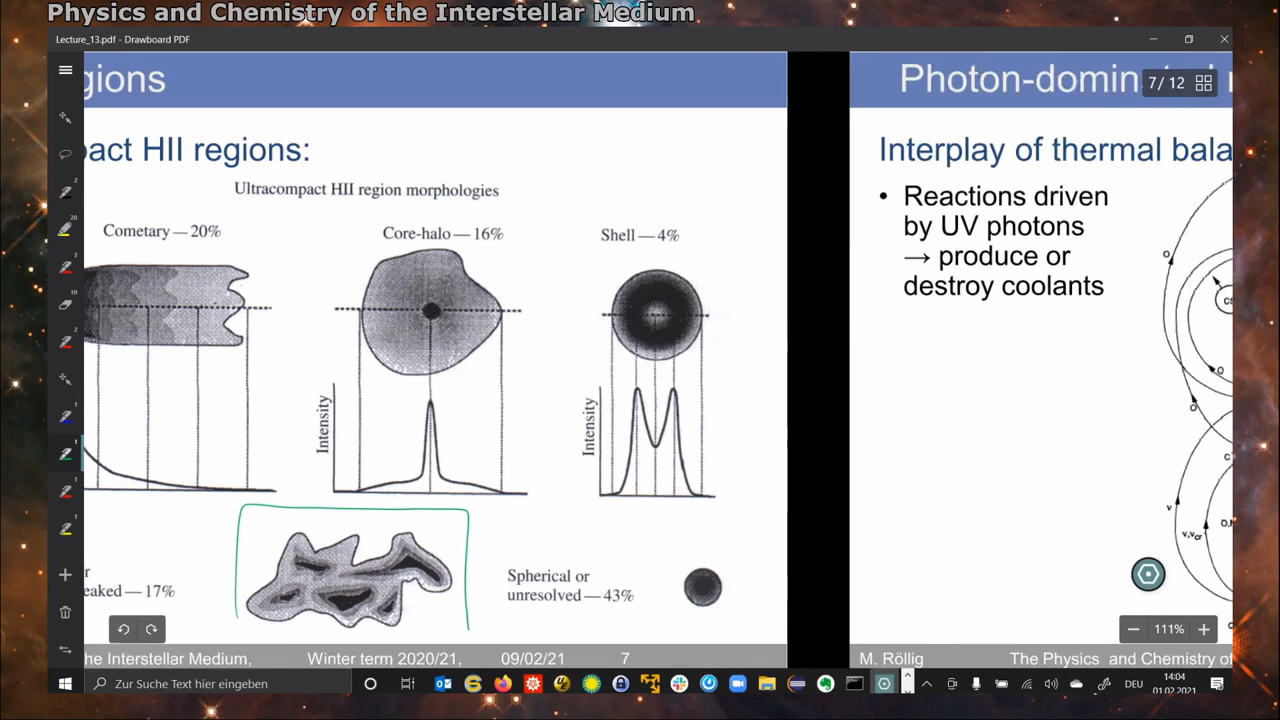 Physics and Chemistry of the Interstellar Medium
Lecture_13.pdf - Drawboard PDF
gions
Photon-dominated r
7 / 12
pact HII regions:
Ultracompact HII region morphologies
Cometary — 20%
Core-halo — 16%
Shell — 4%
Intensity
Intensity
r
eaked — 17%
Spherical or
unresolved — 43%
Interplay of thermal bala
• Reactions driven
by UV photons
→ produce or
destroy coolants
111%
he Interstellar Medium,
Winter term 2020/21,
09/02/21
7
M. Röllig
The Physics and Chemistry of
Zur Suche Text hier eingeben
DEU
14:04
01.02.2021